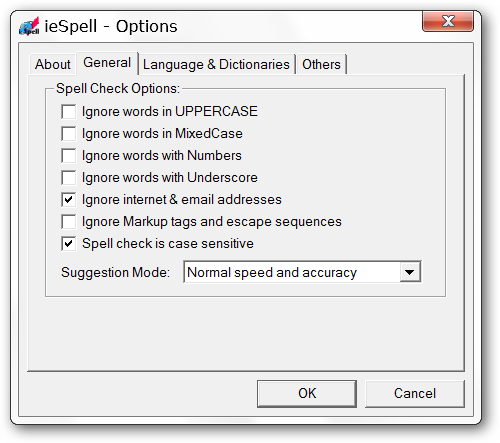 ieSpell - Options
About General Language & Dictionaries Others
Spell Check Options:
Ignore words in UPPERCASE
Ignore words in MixedCase
Ignore words with Numbers
Ignore words with Underscore
Ignore internet & email addresses
Ignore Markup tags and escape sequences
Spell check is case sensitive
Suggestion Mode: Normal speed and accuracy
OK Cancel